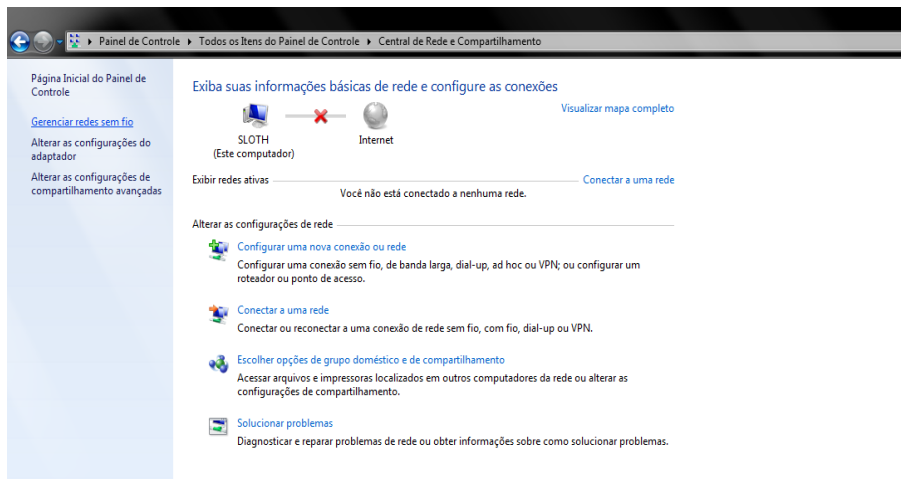 Painel de Controle ▸ Todos os Itens do Painel de Controle ▸ Central de Rede e Compartilhamento
Página Inicial do Painel de
Controle
Gerenciar redes sem fio
Alterar as configurações do
adaptador
Alterar as configurações de
compartilhamento avançadas
Exiba suas informações básicas de rede e configure as conexões
Visualizar mapa completo
SLOTH
(Este computador)
Internet
Exibir redes ativas
Conectar a uma rede
Você não está conectado a nenhuma rede.
Alterar as configurações de rede
Configurar uma nova conexão ou rede
Configurar uma conexão sem fio, de banda larga, dial-up, ad hoc ou VPN; ou configurar um
roteador ou ponto de acesso.
Conectar a uma rede
Conectar ou reconectar a uma conexão de rede sem fio, com fio, dial-up ou VPN.
Escolher opções de grupo doméstico e de compartilhamento
Acessar arquivos e impressoras localizados em outros computadores da rede ou alterar as
configurações de compartilhamento.
Solucionar problemas
Diagnosticar e reparar problemas de rede ou obter informações sobre como solucionar problemas.